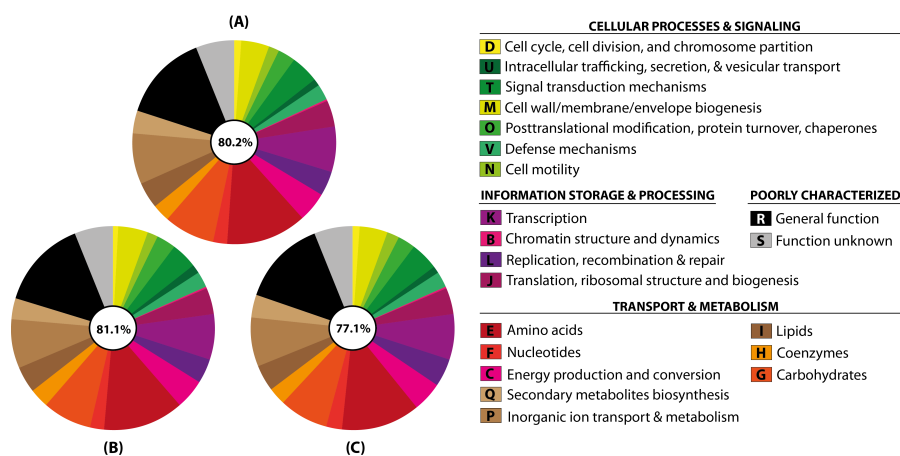 (A)
80.2%
81.1%
77.1%
(B)
(C)
CELLULAR PROCESSES & SIGNALING
D Cell cycle, cell division, and chromosome partition
U Intracellular trafficking, secretion, & vesicular transport
T Signal transduction mechanisms
M Cell wall/membrane/envelope biogenesis
O Posttranslational modification, protein turnover, chaperones
V Defense mechanisms
N Cell motility
INFORMATION STORAGE & PROCESSING
K Transcription
B Chromatin structure and dynamics
L Replication, recombination & repair
J Translation, ribosomal structure and biogenesis
POORLY CHARACTERIZED
R General function
S Function unknown
TRANSPORT & METABOLISM
E Amino acids
F Nucleotides
C Energy production and conversion
Q Secondary metabolites biosynthesis
P Inorganic ion transport & metabolism
I Lipids
H Coenzymes
G Carbohydrates